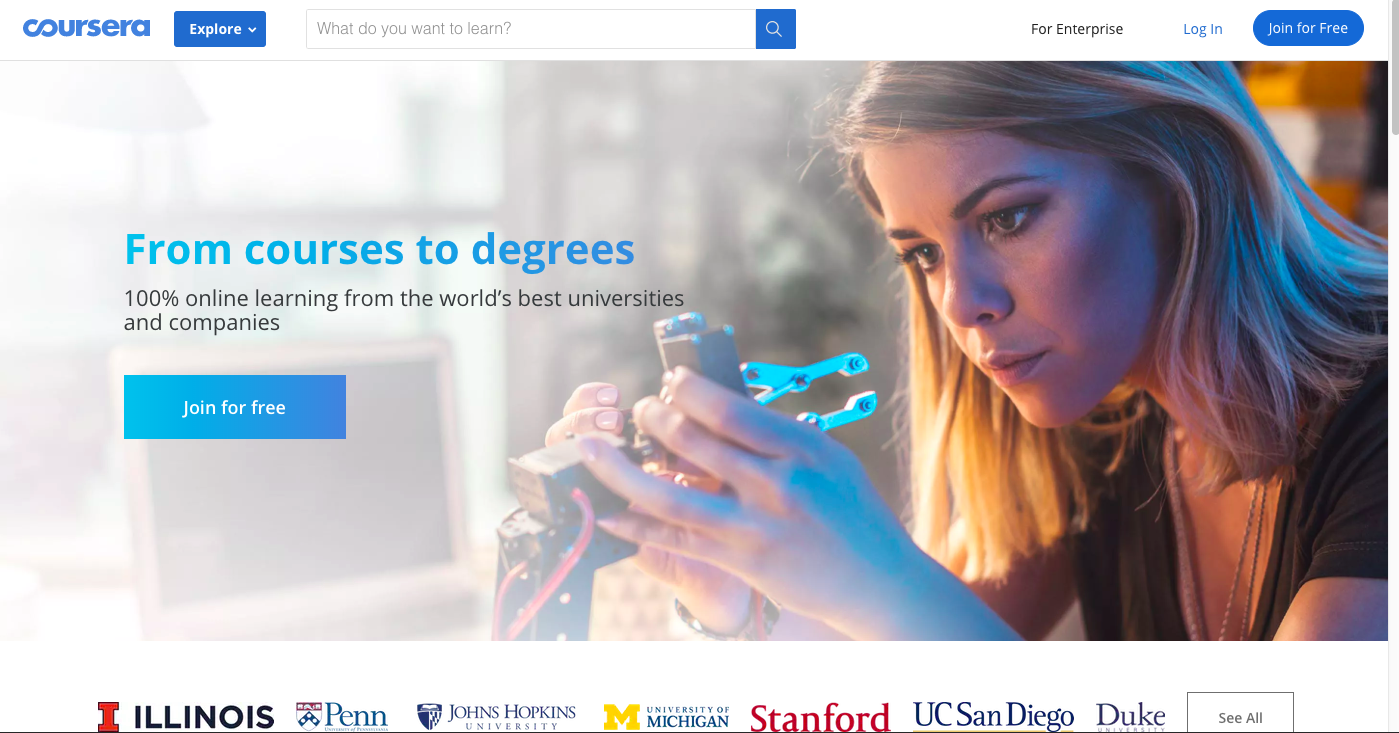 coursera
Explore
What do you want to learn?
For Enterprise
Log In
Join for Free
From courses to degrees
100% online learning from the world's best universities
and companies
Join for free
I ILLINOIS
Penn
UNIVERSITY of PENNSYLVANIA
JOHNS HOPKINS
UNIVERSITY
M
UNIVERSITY OF
MICHIGAN
Stanford
UC San Diego
Duke
UNIVERSITY
See All